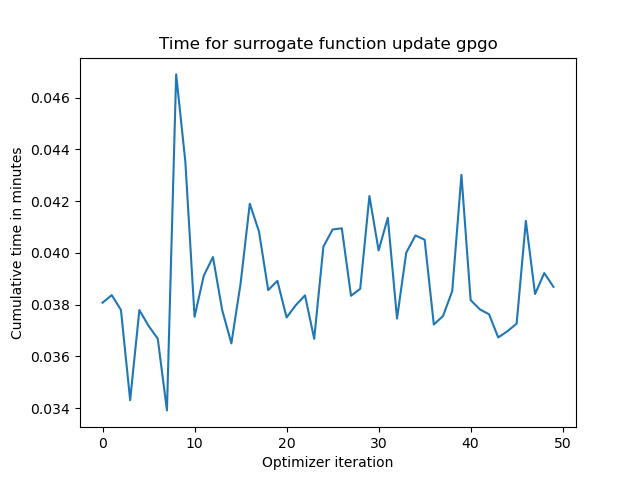 Time for surrogate function update gpgo
0.046
0.044
0.042
0.040
0.038
0.036
0.034
Cumulative time in minutes
0 10 20 30 40 50
Optimizer iteration